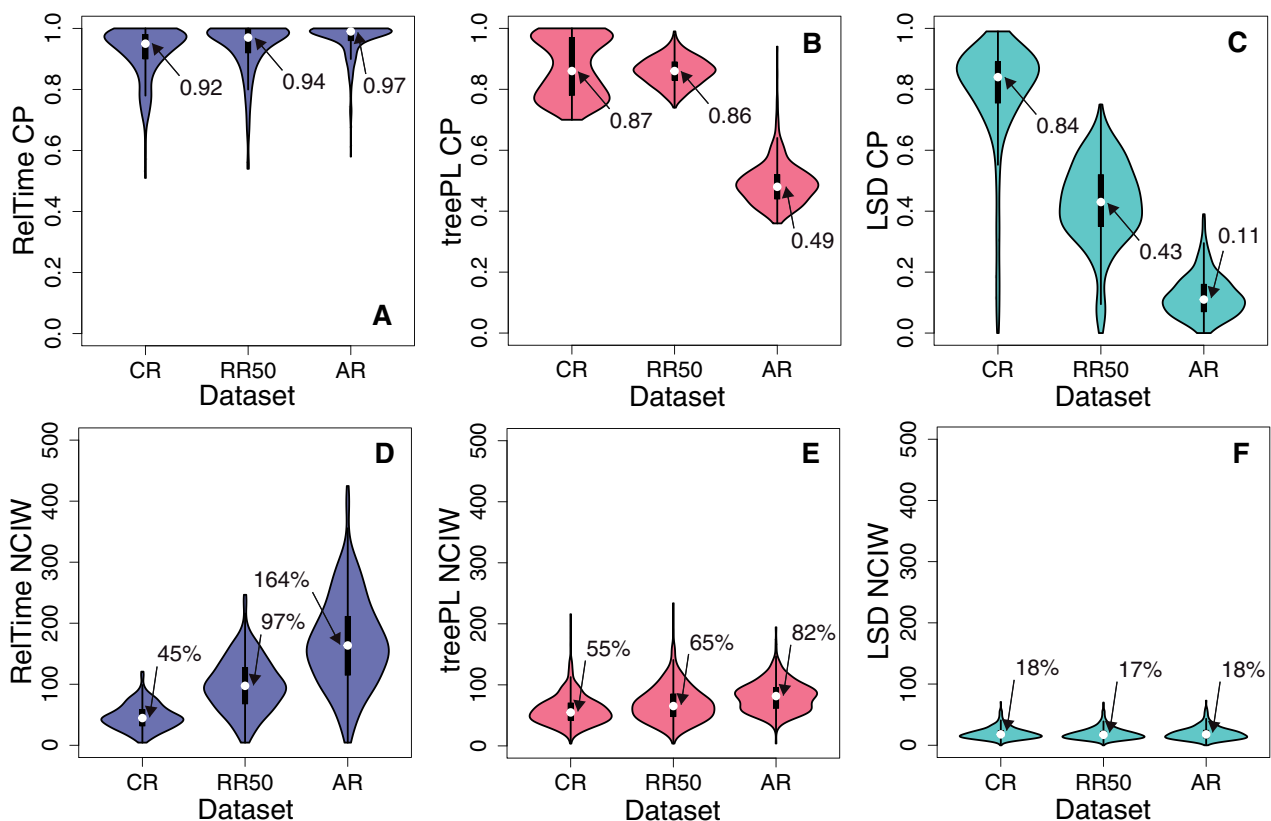 RelTime CP
1.0
0.8
0.6
0.4
0.2
0.0
0.92
0.94
0.97
A
CR
RR50
AR
Dataset
treePL CP
1.0
0.8
0.6
0.4
0.2
0.0
B
0.87
0.86
0.49
CR
RR50
AR
Dataset
LSD CP
1.0
0.8
0.6
0.4
0.2
0.0
C
0.84
0.43
0.11
CR
RR50
AR
Dataset
RelTime NCIW
500
400
300
200
100
0
D
45%
97%
164%
CR
RR50
AR
Dataset
treePL NCIW
500
400
300
200
100
0
E
55%
65%
82%
CR
RR50
AR
Dataset
LSD NCIW
500
400
300
200
100
0
F
18%
17%
18%
CR
RR50
AR
Dataset